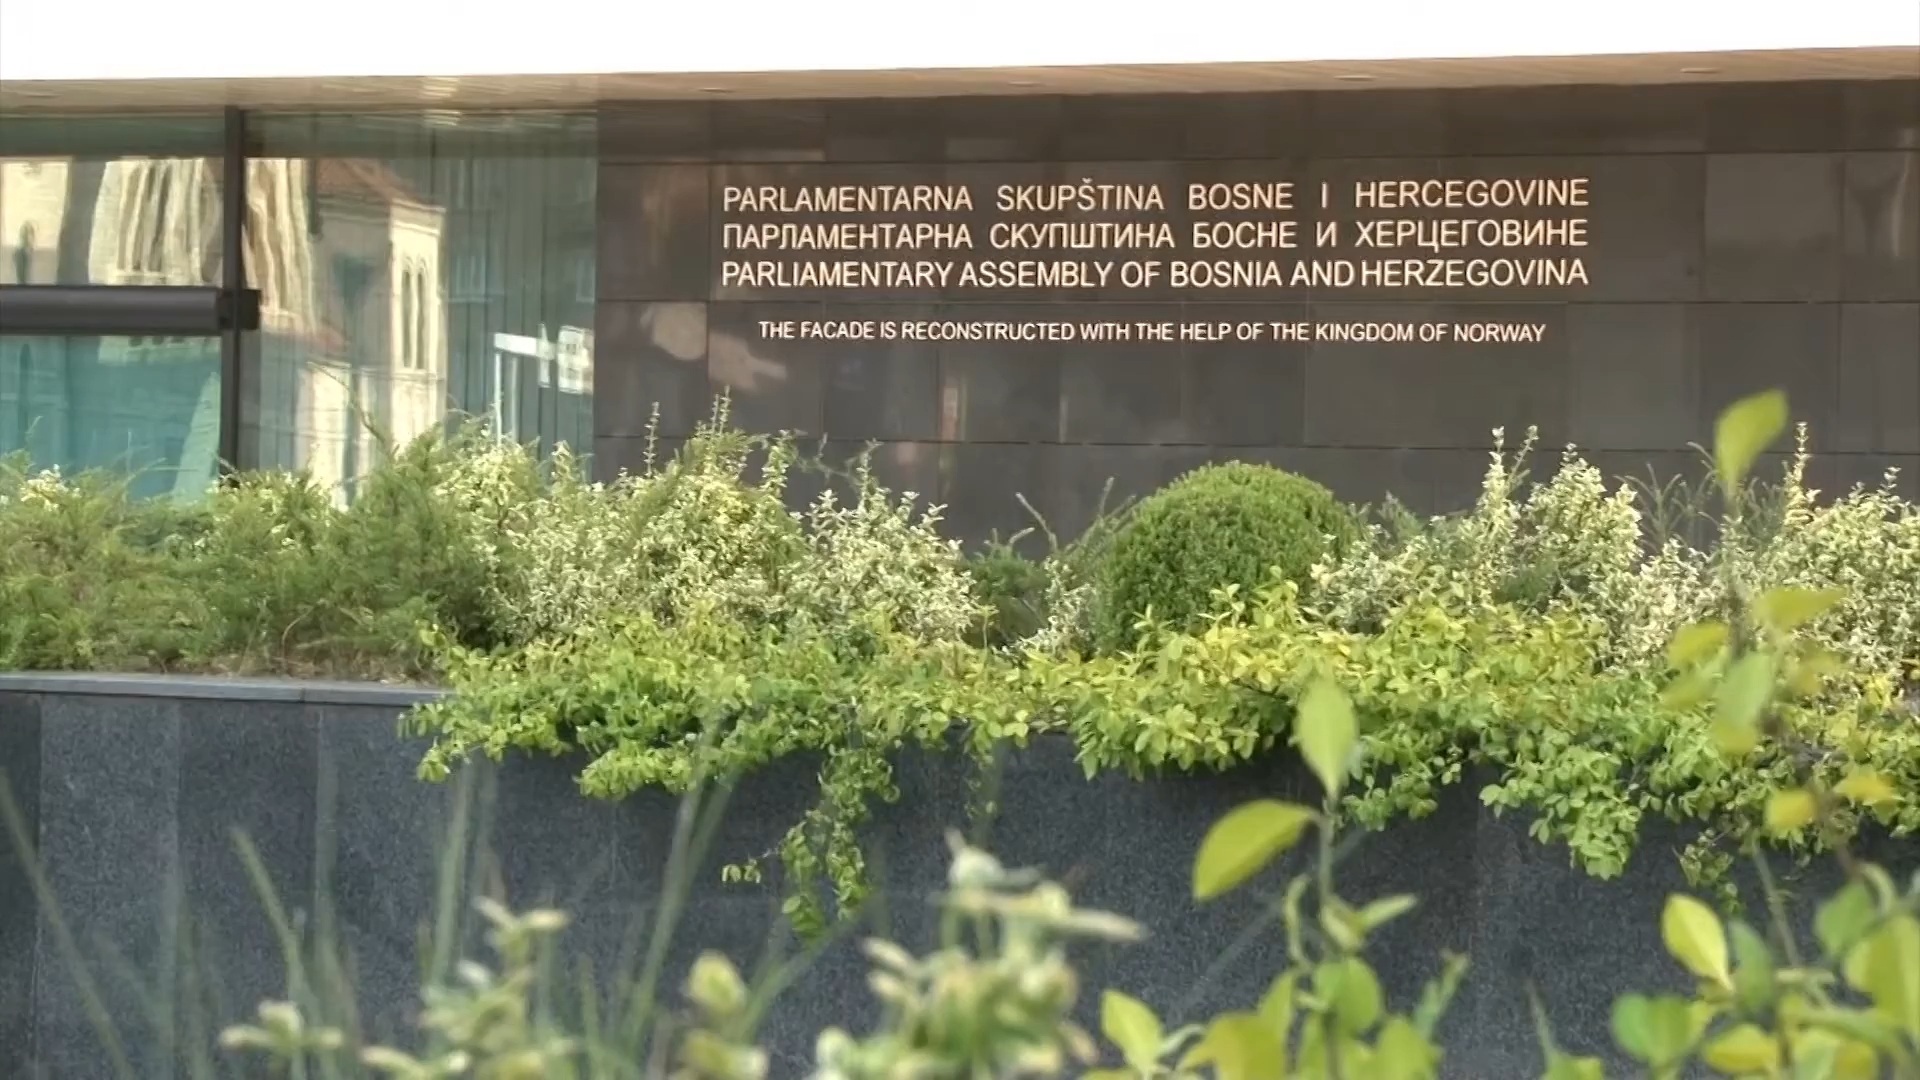 PARLAMENTARNA SKUPŠTINA BOSNE I HERCEGOVINE
ПАРЛАМЕНТАРНА СКУПШТИНА БОСНЕ И ХЕРЦЕГОВИНЕ
PARLIAMENTARY ASSEMBLY OF BOSNIA AND HERZEGOVINA
THE FACADE IS RECONSTRUCTED WITH THE HELP OF THE KINGDOM OF NORWAY